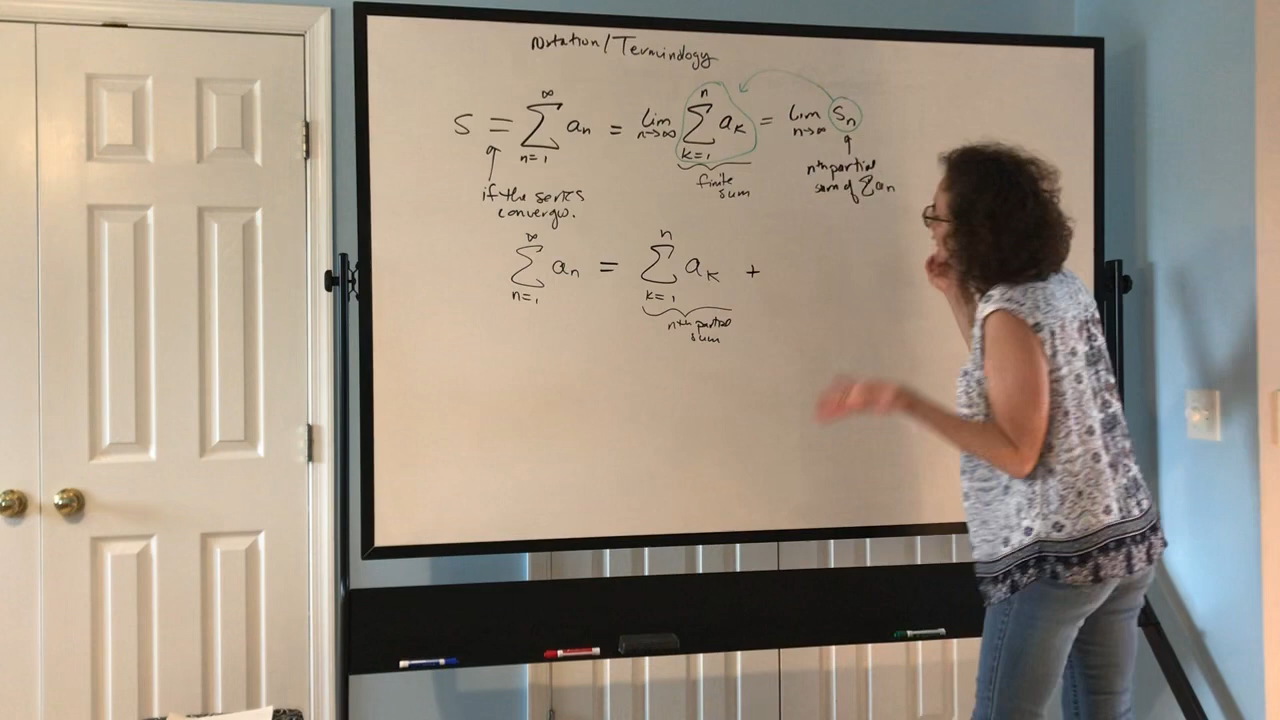 Notation/Terminology
S = ∑_{n=1}^{∞} a_n = lim_{n→∞} ∑_{k=1}^{n} a_k = lim_{n→∞} S_n
if the series
converges.
finite
sum
nth partial
sum of ∑a_n
∑_{n=1}^{∞} a_n = ∑_{k=1}^{n} a_k +
nth partial
sum